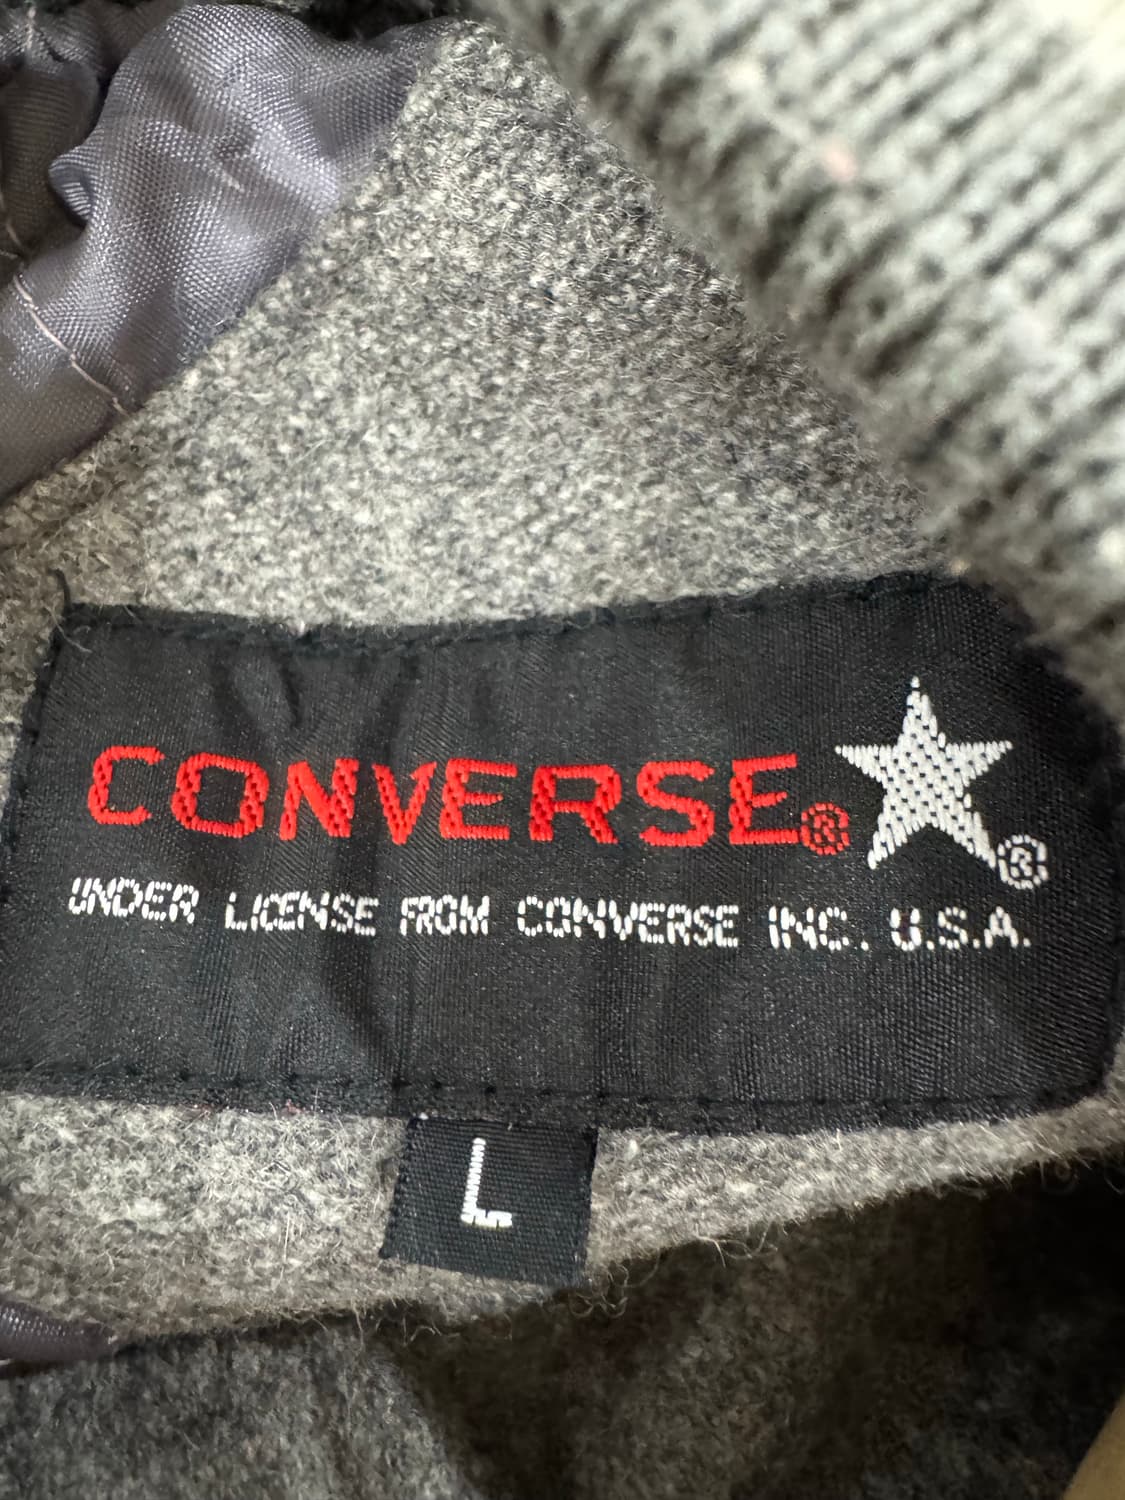 CONVERSE®
®
UNDER LICENSE FROM CONVERSE INC. U.S.A.
L